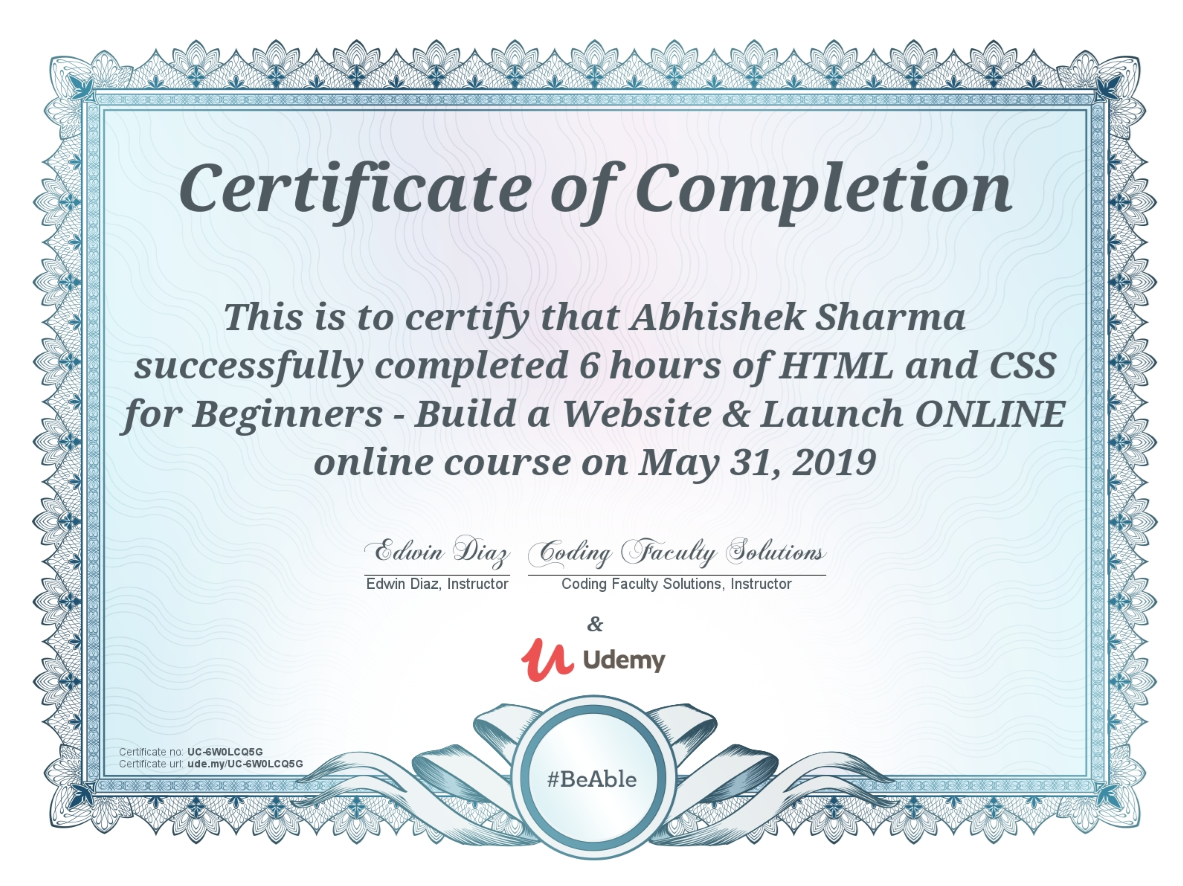 Certificate of Completion
This is to certify that Abhishek Sharma
successfully completed 6 hours of HTML and CSS
for Beginners - Build a Website & Launch ONLINE
online course on May 31, 2019
Edwin Diaz Coding Faculty Solutions
Edwin Diaz, Instructor Coding Faculty Solutions, Instructor
&
Udemy
Certificate no: UC-6W0LCQ5G
Certificate url: ude.my/UC-6W0LCQ5G
#BeAble